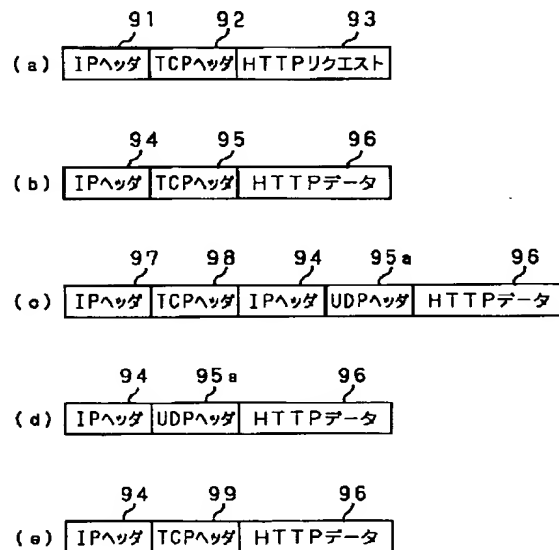 91 92 93
(a) IPヘッダ TCPヘッダ HTTPリクエスト
94 95 96
(b) IPヘッダ TCPヘッダ HTTPデータ
97 98 94 95a 96
(c) IPヘッダ TCPヘッダ IPヘッダ UDPヘッダ HTTPデータ
94 95a 96
(d) IPヘッダ UDPヘッダ HTTPデータ
94 99 96
(e) IPヘッダ TCPヘッダ HTTPデータ